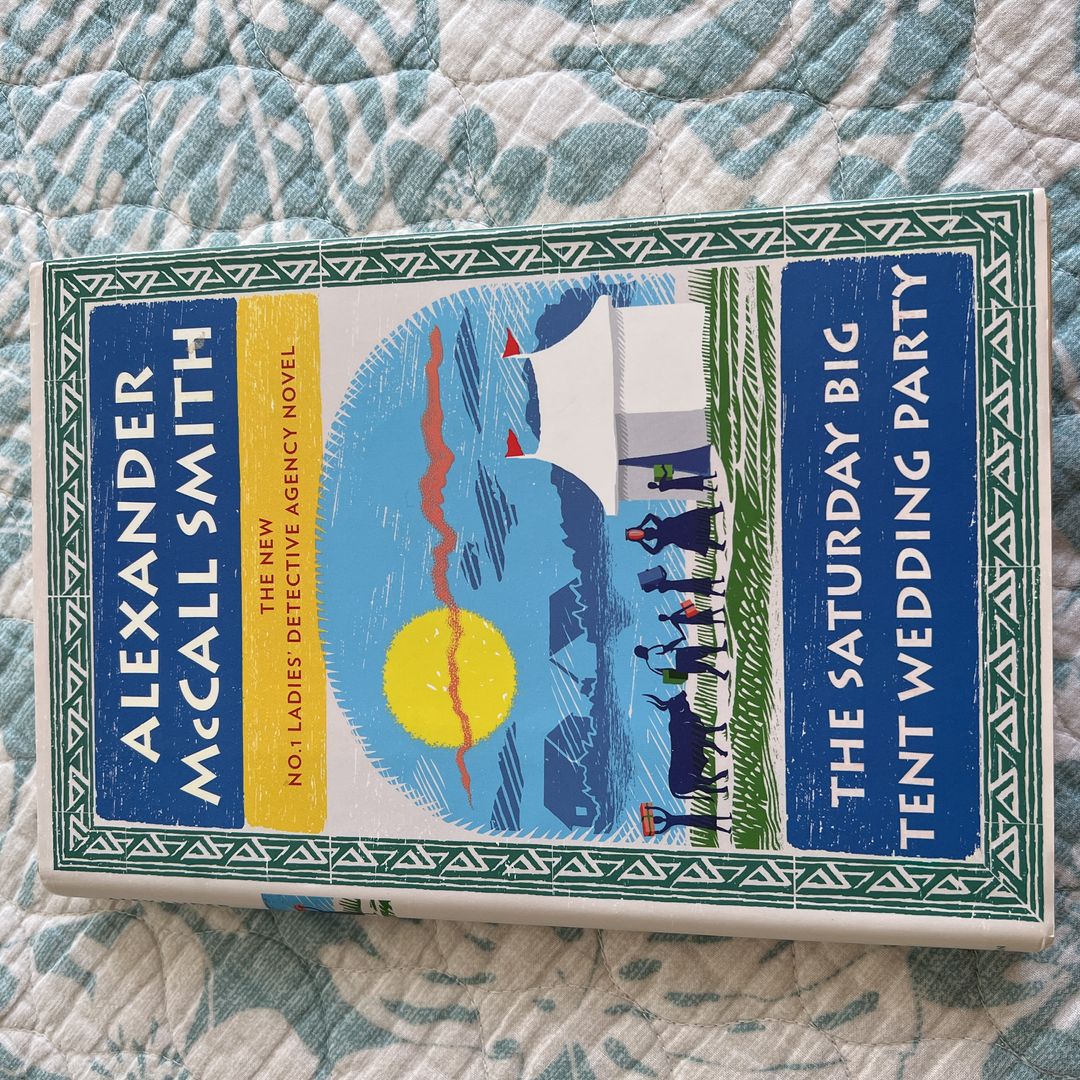 ALEXANDER
McCALL SMITH
THE NEW
NO.1 LADIES' DETECTIVE AGENCY NOVEL
THE SATURDAY BIG
TENT WEDDING PARTY